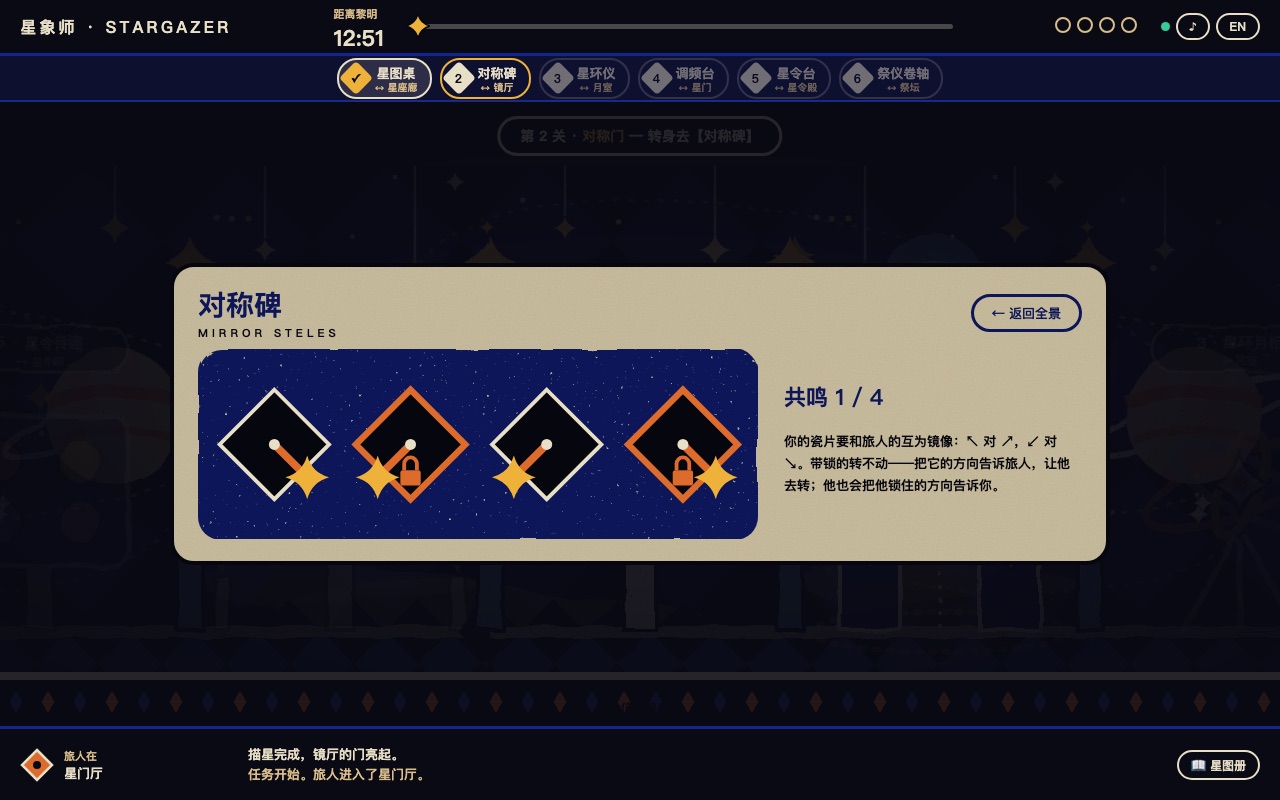 星象师 · STARGAZER
距离黎明
12:51
♪
EN
✓ 星图桌
↔ 星座廊
2 对称碑
↔ 镜厅
3 星环仪
↔ 月室
4 调频台
↔ 星门
5 星令台
↔ 星令殿
6 祭仪卷轴
↔ 祭坛
第 2 关 · 对称门 — 转身去【对称碑】
对称碑
MIRROR STELES
← 返回全景
共鸣 1 / 4
你的瓷片要和旅人的互为镜像：↖ 对 ↗，↙ 对
↘。带锁的转不动——把它的方向告诉旅人，让他
去转；他也会把他锁住的方向告诉你。
旅人在
星门厅
描星完成，镜厅的门亮起。
任务开始。旅人进入了星门厅。
星图册